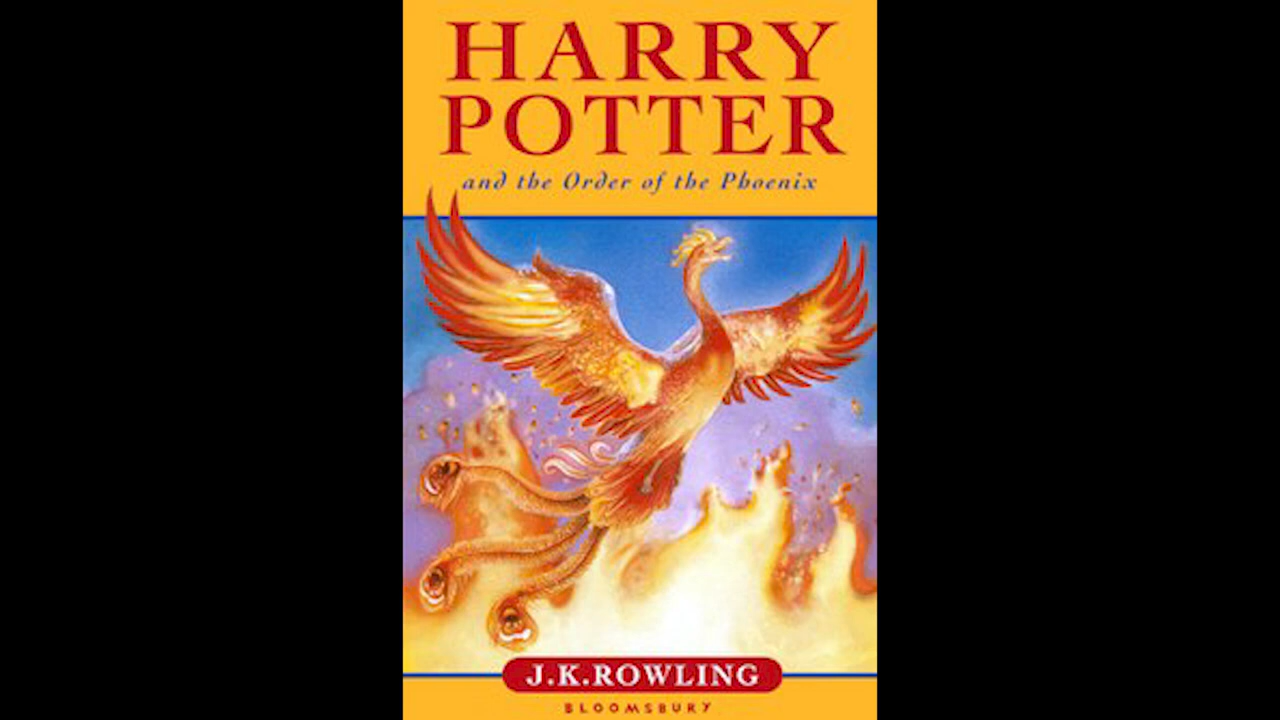 HARRY
POTTER
and the Order of the Phoenix
J.K.ROWLING
BLOOMSBURY